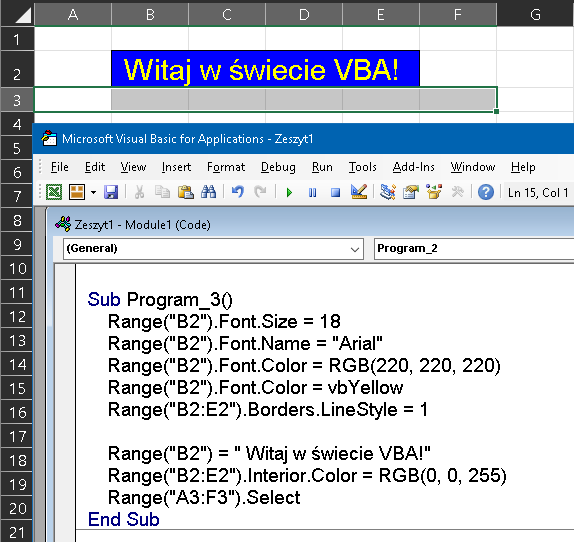 A B C D E F G
1
2 Witaj w świecie VBA!
3
4
5 Microsoft Visual Basic for Applications - Zeszyt1
6 File Edit View Insert Format Debug Run Tools Add-Ins Window Help
7 Ln 15, Col 1
8 Zeszyt1 - Module1 (Code)
9 (General) Program_2
10
11 Sub Program_3()
12 Range("B2").Font.Size = 18
13 Range("B2").Font.Name = "Arial"
14 Range("B2").Font.Color = RGB(220, 220, 220)
15 Range("B2").Font.Color = vbYellow
16 Range("B2:E2").Borders.LineStyle = 1
17
18 Range("B2") = " Witaj w świecie VBA!"
19 Range("B2:E2").Interior.Color = RGB(0, 0, 255)
20 Range("A3:F3").Select
21 End Sub